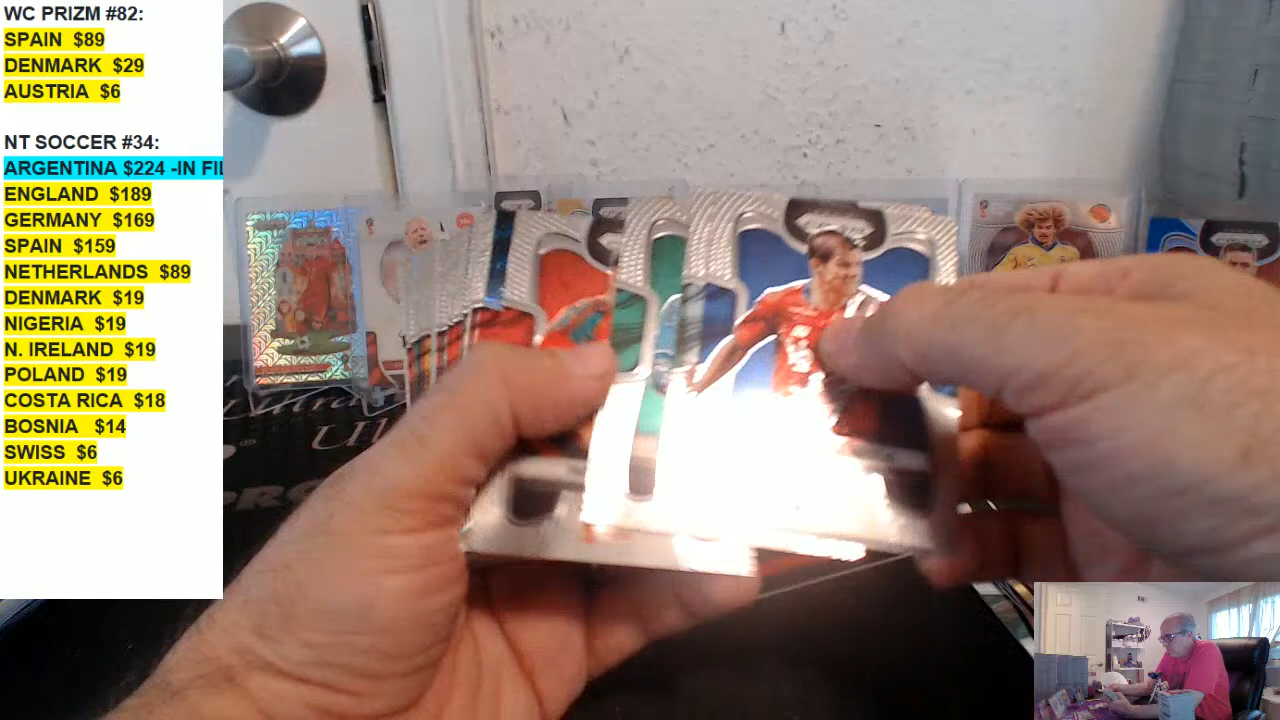 WC PRIZM #82:
SPAIN $89
DENMARK $29
AUSTRIA $6
NT SOCCER #34:
ARGENTINA $224 -IN FIL
ENGLAND $189
GERMANY $169
SPAIN $159
NETHERLANDS $89
DENMARK $19
NIGERIA $19
N. IRELAND $19
POLAND $19
COSTA RICA $18
BOSNIA $14
SWISS $6
UKRAINE $6